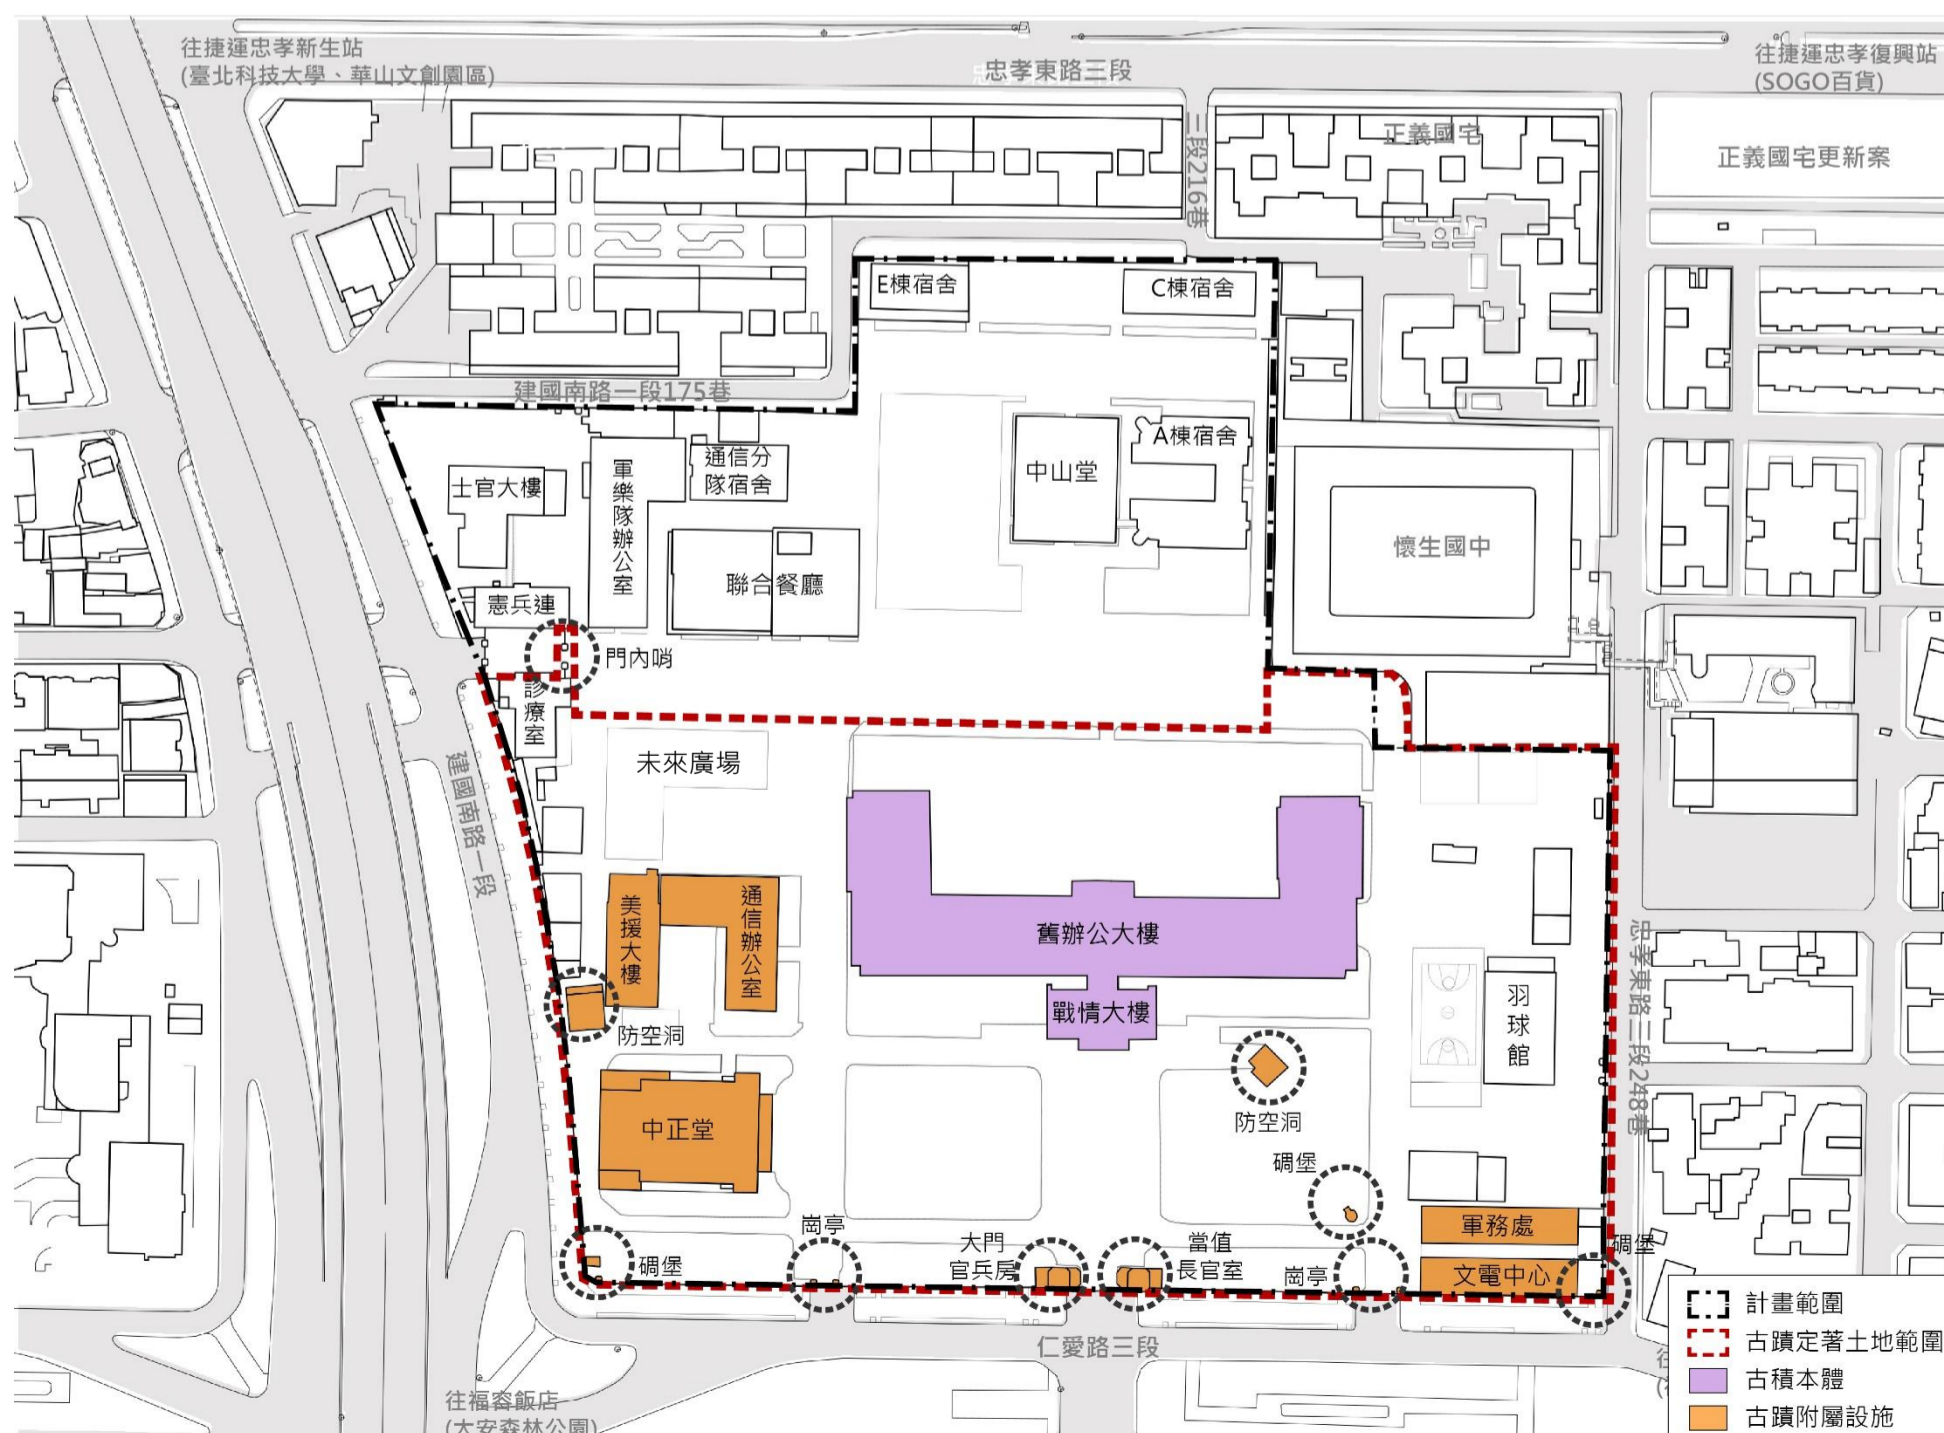 往捷運忠孝新生站
(臺北科技大學、華山文創園區)
忠孝東路三段
往捷運忠孝復興站
(SOGO百貨)
三段216巷
正義國宅
正義國宅更新案
E棟宿舍
C棟宿舍
建國南路一段175巷
士官大樓
軍樂隊辦公室
通信分
隊宿舍
中山堂
A棟宿舍
聯合餐廳
懷生國中
憲兵連
門內哨
診療室
未來廣場
建國南路一段
美援大樓
通信辦公室
舊辦公大樓
戰情大樓
羽球館
忠孝東路三段248巷
防空洞
中正堂
防空洞
碉堡
軍務處
碉堡
崗亭
大門
官兵房
當值
長官室
崗亭
文電中心
碉堡
仁愛路三段
往福容飯店
(大安森林公園)
往
(
計畫範圍
古蹟定著土地範圍
古積本體
古蹟附屬設施